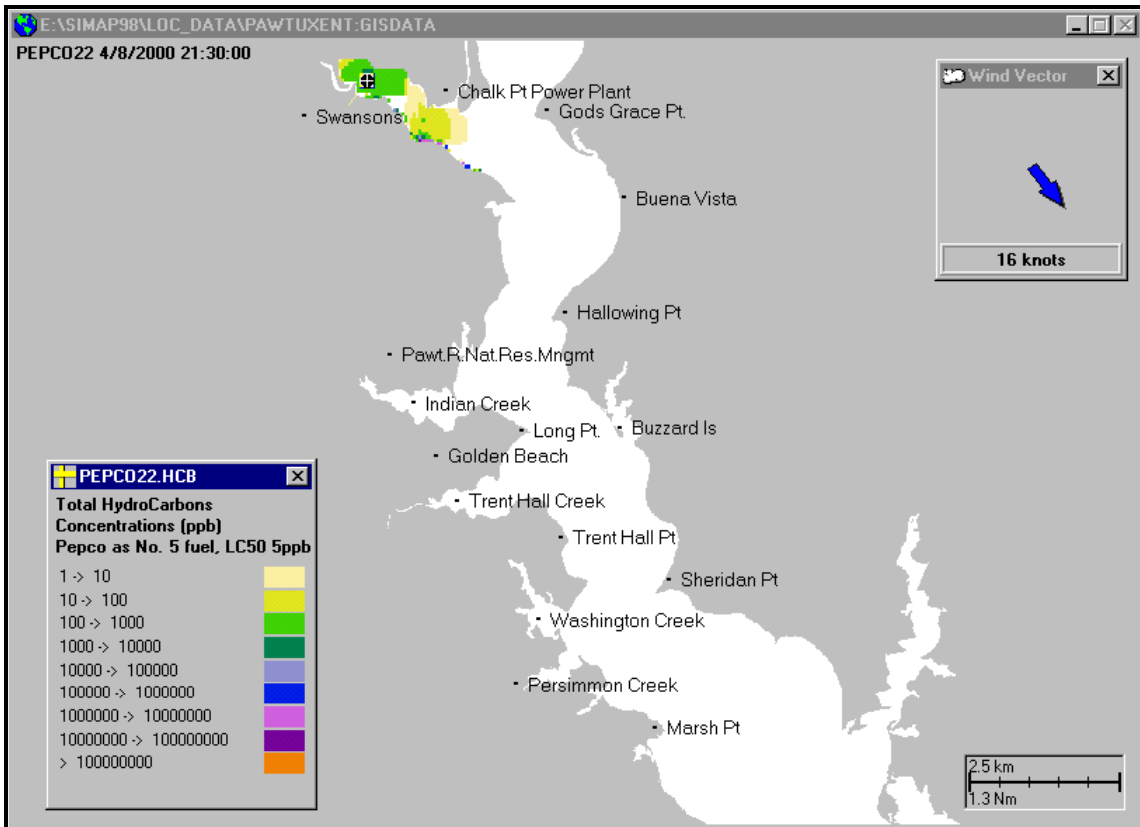 E:\SIMAP98\LOC_DATA\PAWTUXENT:GISDATA
PEPCO22 4/8/2000 21:30:00
Wind Vector
16 knots
Chalk Pt Power Plant
Gods Grace Pt.
Swansons
Buena Vista
Hallowing Pt
Pawt.R.Nat.Res.Mngmt
Indian Creek
Long Pt.
Buzzard Is
Golden Beach
Trent Hall Creek
Trent Hall Pt
Sheridan Pt
Washington Creek
Persimmon Creek
Marsh Pt
PEPCO22.HCB
Total HydroCarbons
Concentrations (ppb)
Pepco as No. 5 fuel, LC50 5ppb
1 -> 10
10 -> 100
100 -> 1000
1000 -> 10000
10000 -> 100000
100000 -> 1000000
1000000 -> 10000000
10000000 -> 100000000
> 100000000
2.5 km
1.3 Nm